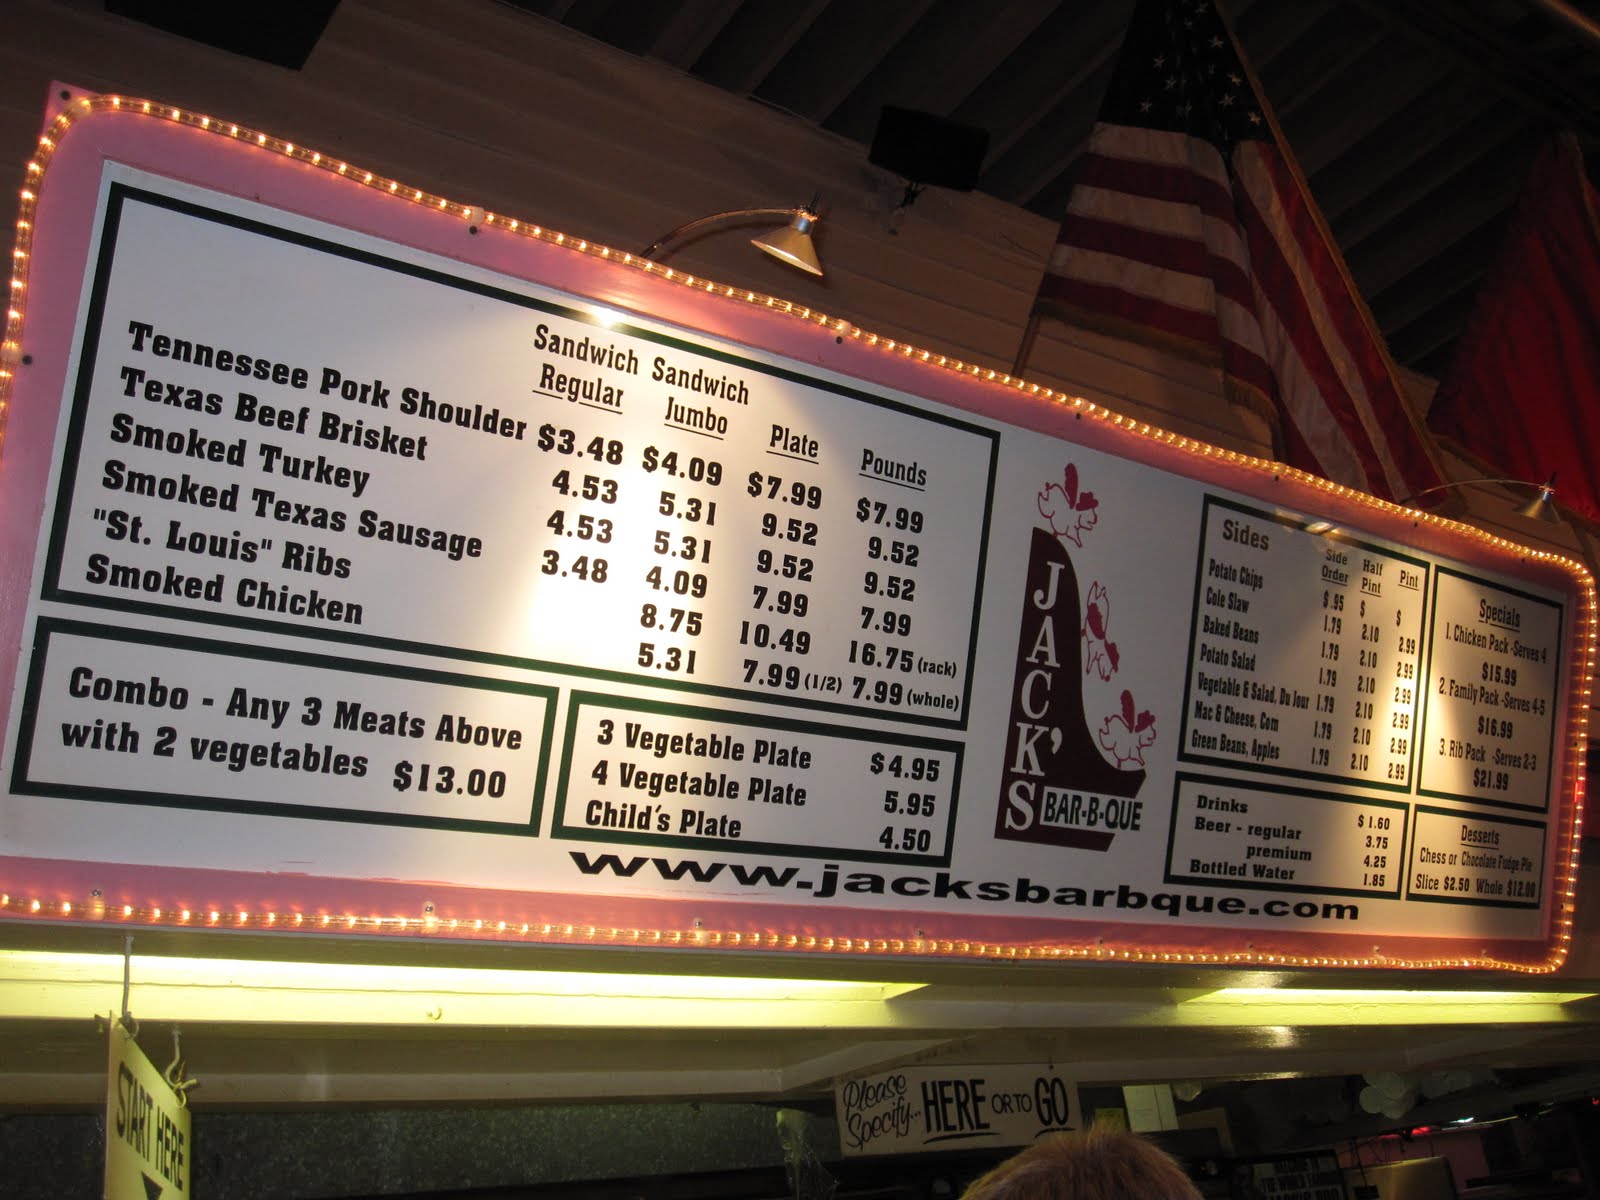 Sandwich Regular Sandwich Jumbo Plate Pounds
Tennessee Pork Shoulder $3.48 $4.09 $7.99 $7.99
Texas Beef Brisket 4.53 5.31 9.52 9.52
Smoked Turkey 4.53 5.31 9.52 9.52
Smoked Texas Sausage 3.48 4.09 7.99 7.99
"St. Louis" Ribs 8.75 10.49 16.75 (rack)
Smoked Chicken 5.31 7.99 (1/2) 7.99 (whole)
Combo - Any 3 Meats Above
with 2 vegetables $13.00
3 Vegetable Plate $4.95
4 Vegetable Plate 5.95
Child's Plate 4.50
JACK'S
BAR-B-QUE
www.jacksbarbque.com
Sides Side Order Half Pint Pint
Potato Chips $.95 $ $
Cole Slaw 1.79 2.10 2.99
Baked Beans 1.79 2.10 2.99
Potato Salad 1.79 2.10 2.99
Vegetable & Salad, Du Jour 1.79 2.10 2.99
Mac & Cheese, Corn 1.79 2.10 2.99
Green Beans, Apples 1.79 2.10 2.99
Drinks $1.60
Beer - regular 3.75
premium 4.25
Bottled Water 1.85
Specials
1. Chicken Pack -Serves 4
$15.99
2. Family Pack -Serves 4-5
$16.99
3. Rib Pack -Serves 2-3
$21.99
Desserts
Chess or Chocolate Fudge Pie
Slice $2.50 Whole $12.00
START HERE
Please
Specify... HERE OR TO GO